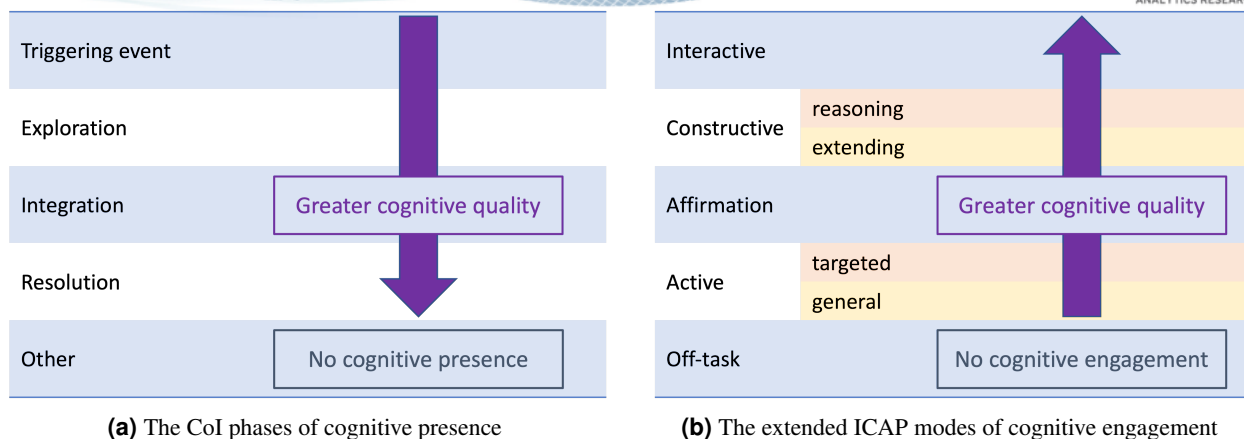 ANALYTICS RESEARCH
Triggering event
Exploration
Integration
Greater cognitive quality
Resolution
Other
No cognitive presence
(a) The CoI phases of cognitive presence
Interactive
Constructive
reasoning
extending
Affirmation
Greater cognitive quality
Active
targeted
general
Off-task
No cognitive engagement
(b) The extended ICAP modes of cognitive engagement